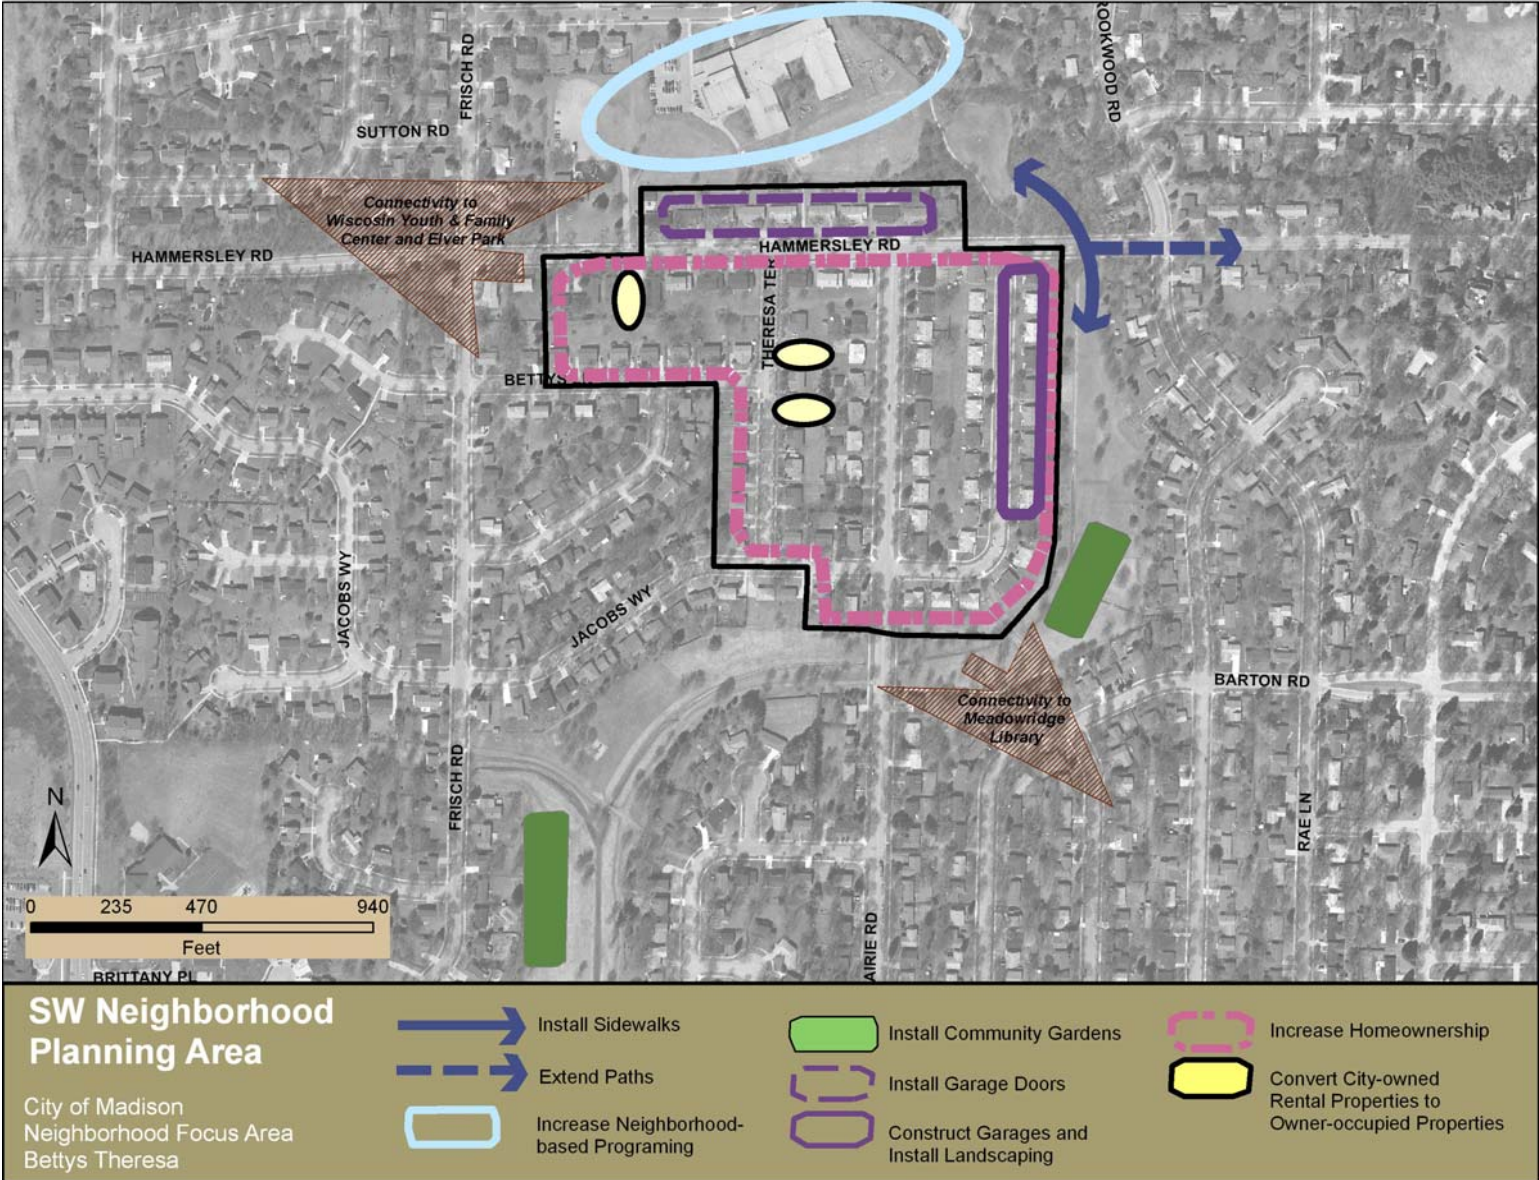 FRISCH RD
ROOKWOOD RD
SUTTON RD
Connectivity to
Wiscosin Youth & Family
Center and Elver Park
HAMMERSLEY RD
HAMMERSLEY RD
THERESA TER
BETTYS
JACOBS WY
JACOBS WY
BARTON RD
Connectivity to
Meadowridge
Library
FRISCH RD
RAE LN
AIRIE RD
N
0 235 470 940
Feet
BRITTANY PL
SW Neighborhood
Planning Area
City of Madison
Neighborhood Focus Area
Bettys Theresa
Install Sidewalks
Extend Paths
Increase Neighborhood-
based Programing
Install Community Gardens
Install Garage Doors
Construct Garages and
Install Landscaping
Increase Homeownership
Convert City-owned
Rental Properties to
Owner-occupied Properties